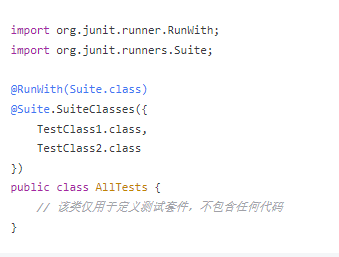 import org.junit.runner.RunWith;
import org.junit.runners.Suite;

@RunWith(Suite.class)
@Suite.SuiteClasses({
    TestClass1.class,
    TestClass2.class
})
public class AllTests {
    // 该类仅用于定义测试套件，不包含任何代码
}